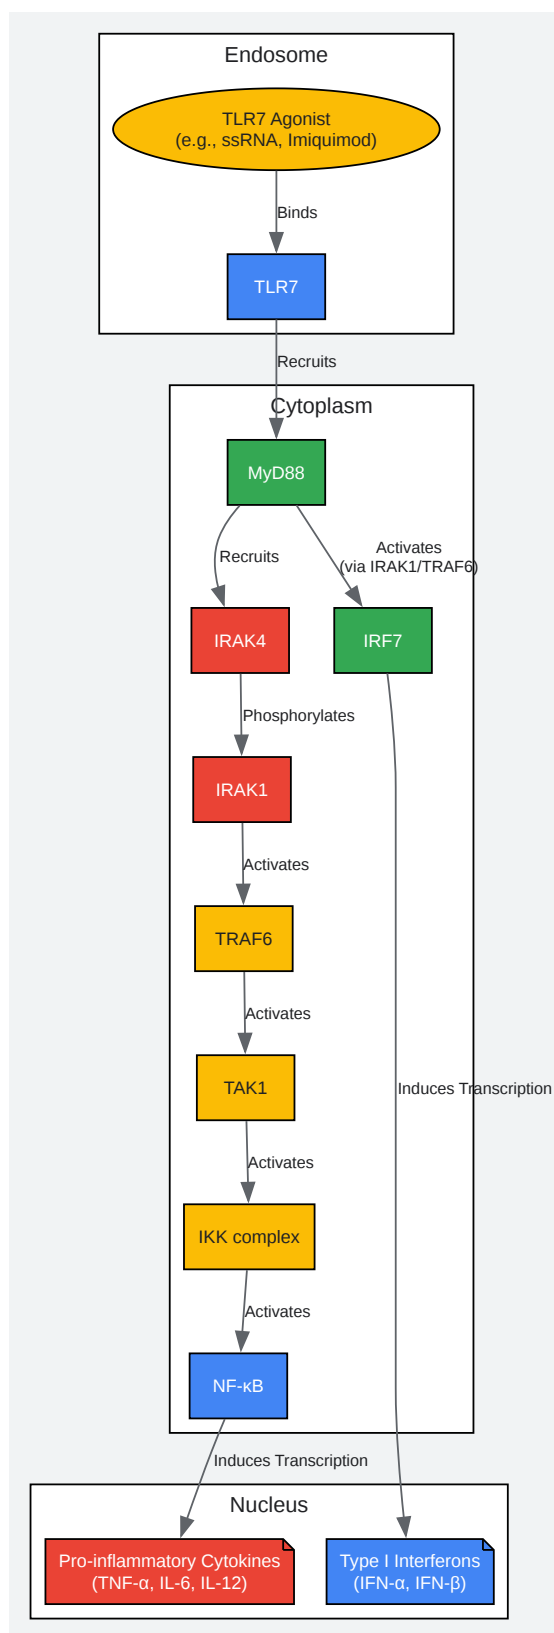 Endosome
TLR7 Agonist
(e.g., ssRNA, Imiquimod)
Binds
TLR7
Recruits
Cytoplasm
MyD88
Recruits
Activates
(via IRAK1/TRAF6)
IRAK4
IRF7
Phosphorylates
IRAK1
Activates
TRAF6
Activates
TAK1
Induces Transcription
Activates
IKK complex
Activates
NF-κB
Induces Transcription
Nucleus
Pro-inflammatory Cytokines
(TNF-α, IL-6, IL-12)
Type I Interferons
(IFN-α, IFN-β)